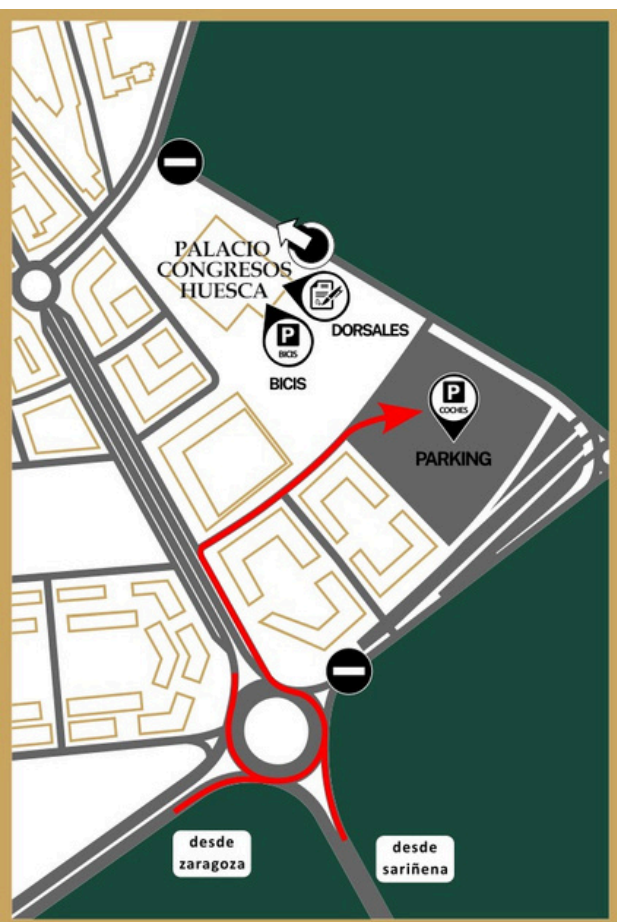 PALACIO
CONGRESOS
HUESCA
DORSALES
P
BICIS
BICIS
P
COCHES
PARKING
desde
zaragoza
desde
sariñena